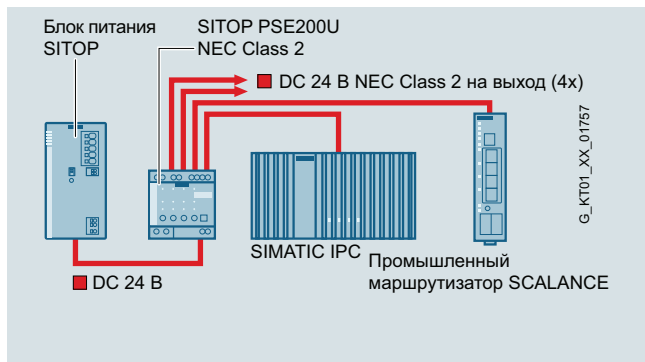 Блок питания
SITOP
SITOP PSE200U
NEC Class 2
DC 24 В NEC Class 2 на выход (4x)
G_KT01_XX_01757
SIMATIC IPC
Промышленный
маршрутизатор SCALANCE
DC 24 В